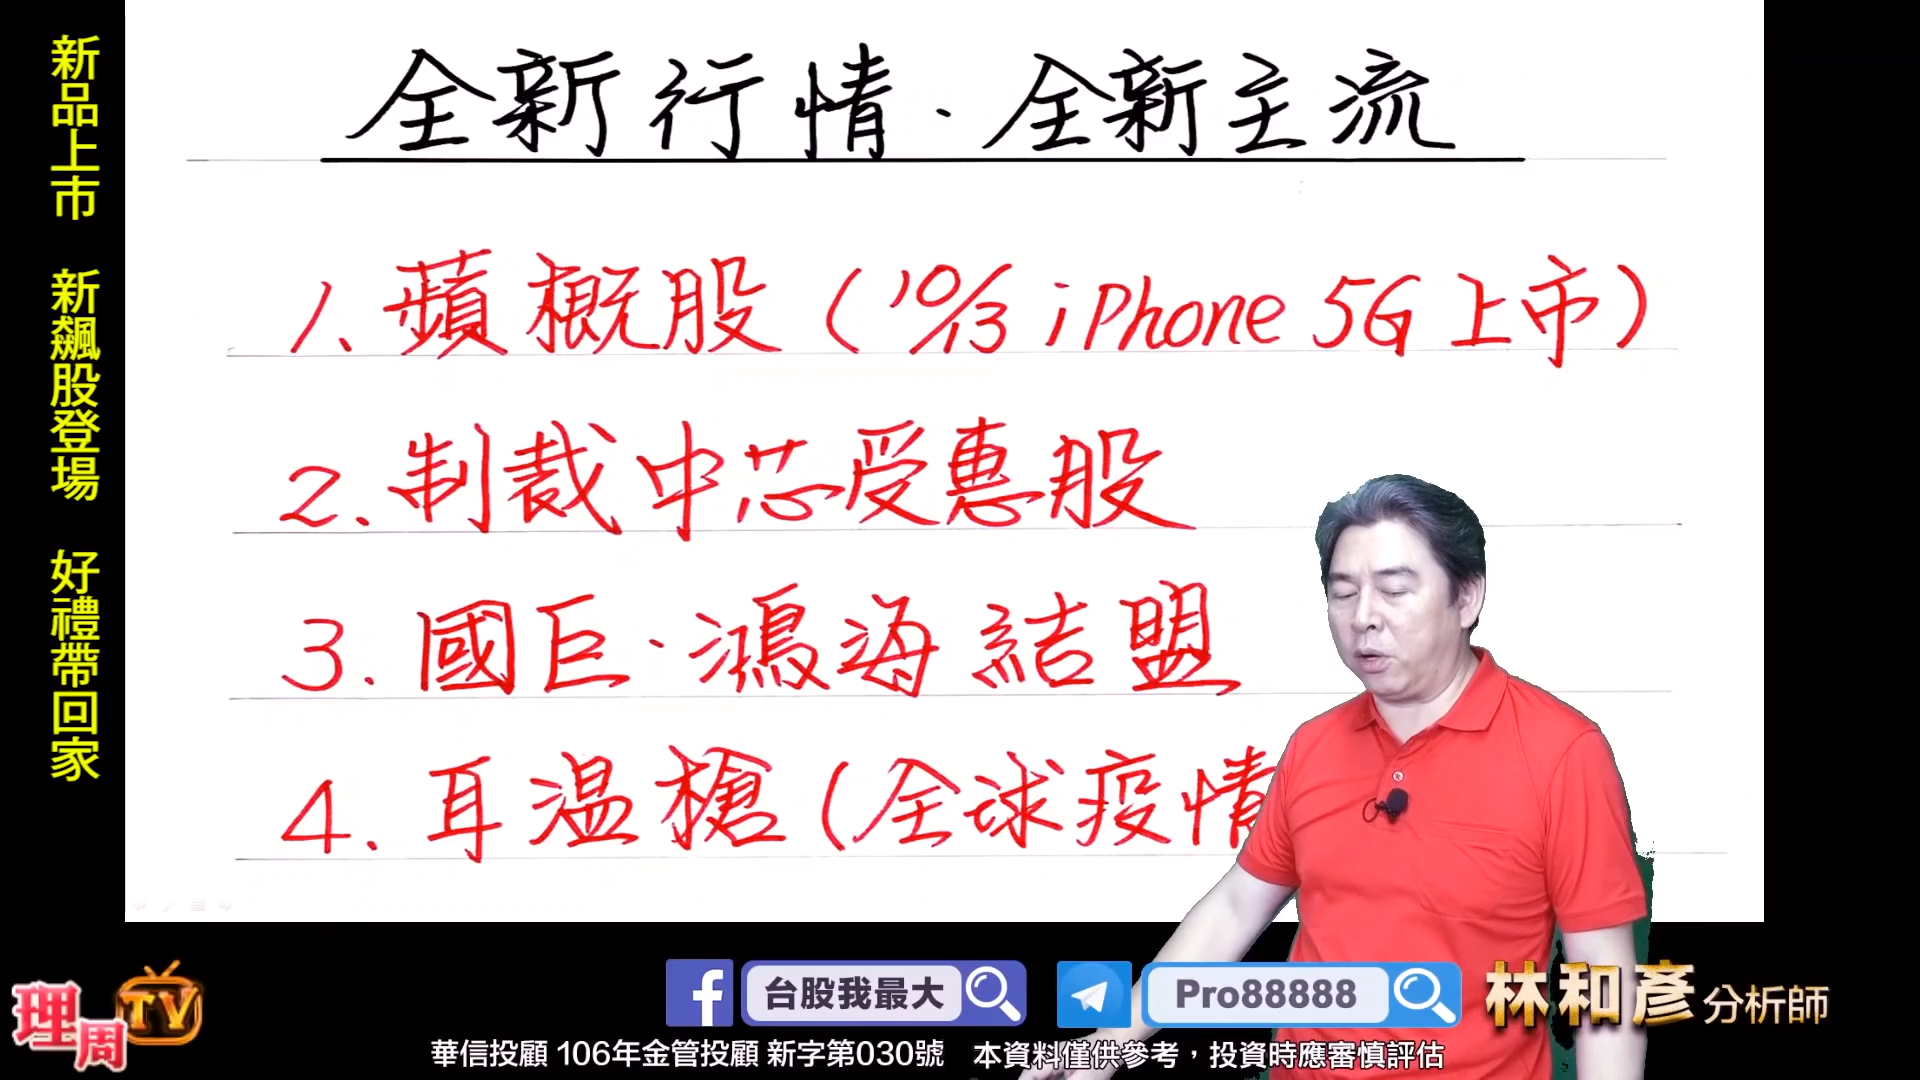 全新行情·全新主流
1. 蘋概股(10/13 iPhone 5G上市)
2. 制裁中芯受惠股
3. 國巨·鴻海結盟
4. 耳溫槍(全球疫情
新品上市 新飆股登場 好禮帶回家
理周TV
台股我最大
Pro88888
林和彥 分析師
華信投顧 106年金管投顧 新字第030號 本資料僅供參考，投資時應審慎評估